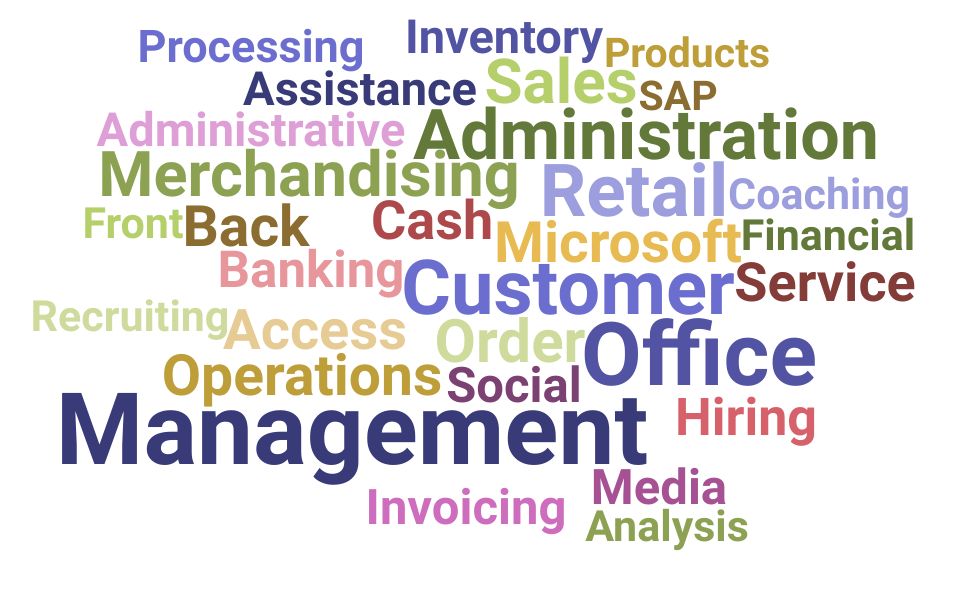 Processing Inventory Products
Assistance Sales SAP
Administrative Administration
Merchandising Retail Coaching
Front Back Cash Microsoft Financial
Banking Customer Service
Recruiting Access Order Office
Operations Social
Management Hiring
Invoicing Media
Analysis